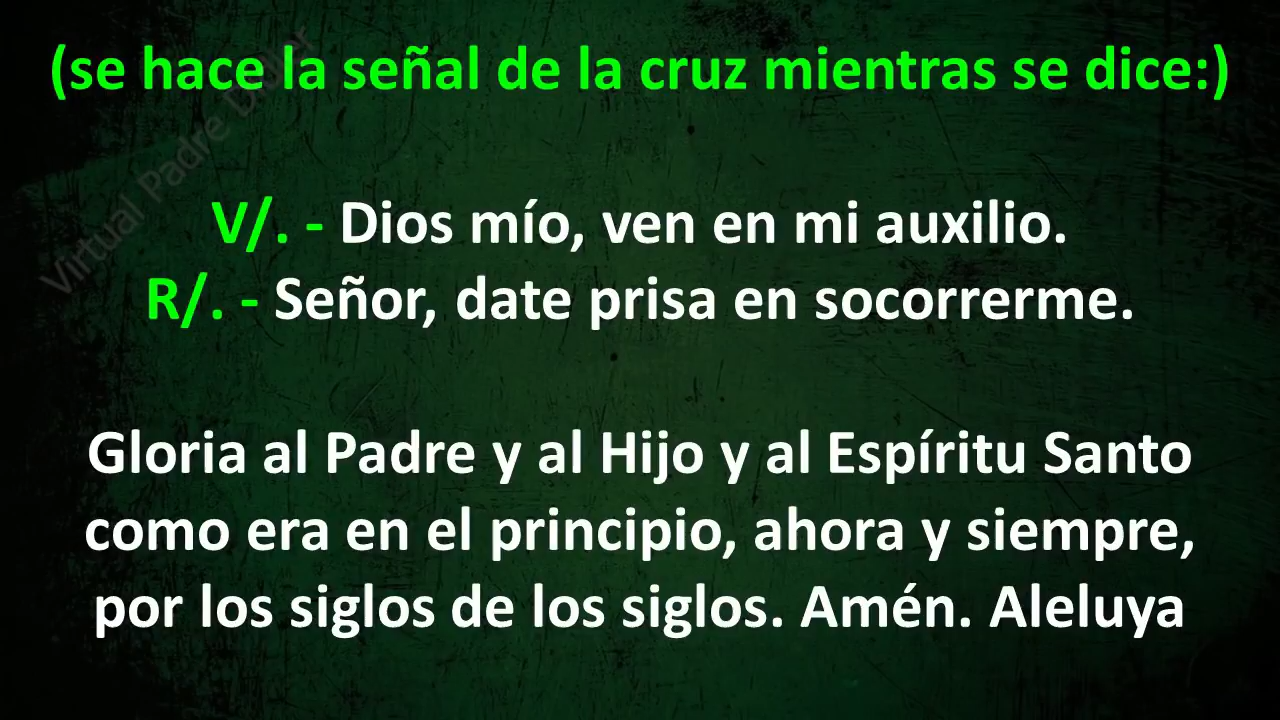 (se hace la señal de la cruz mientras se dice:)
V/. - Dios mío, ven en mi auxilio.
R/. - Señor, date prisa en socorrerme.
Gloria al Padre y al Hijo y al Espíritu Santo
como era en el principio, ahora y siempre,
por los siglos de los siglos. Amén. Aleluya
Virtual Padre